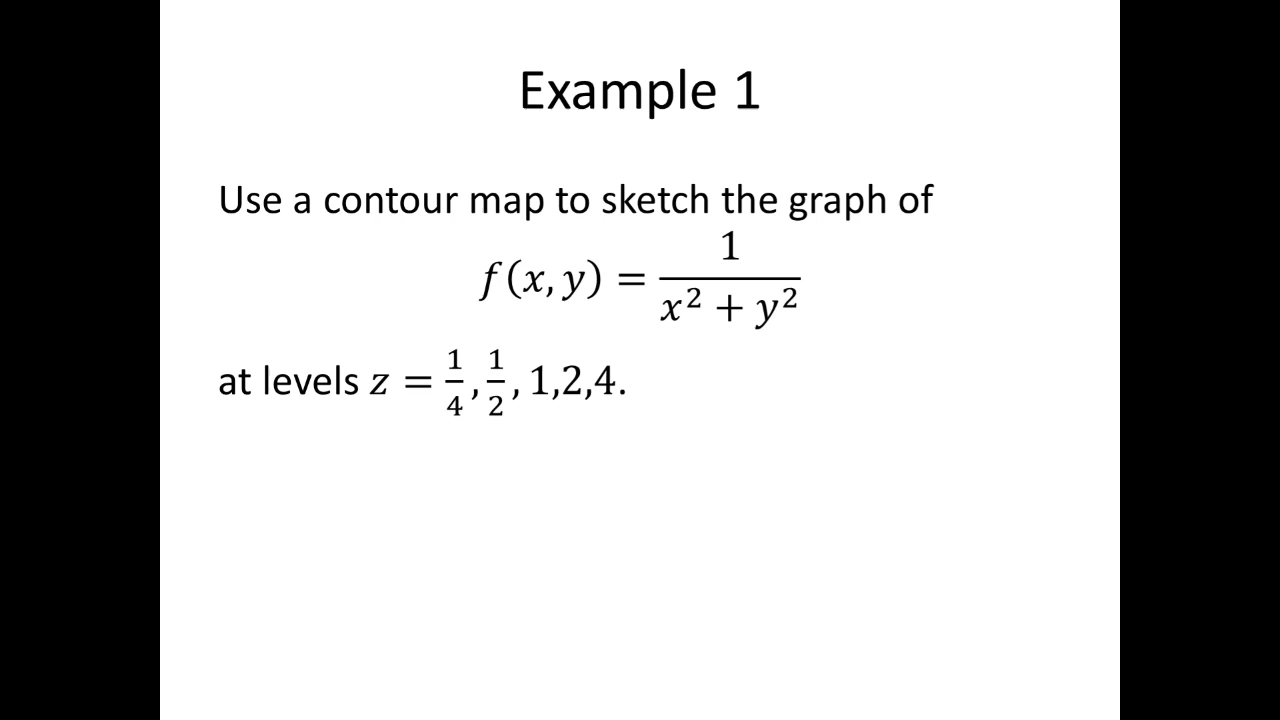 Example 1
Use a contour map to sketch the graph of
f(x, y) = 1/(x² + y²)
at levels z = 1/4, 1/2, 1,2,4.